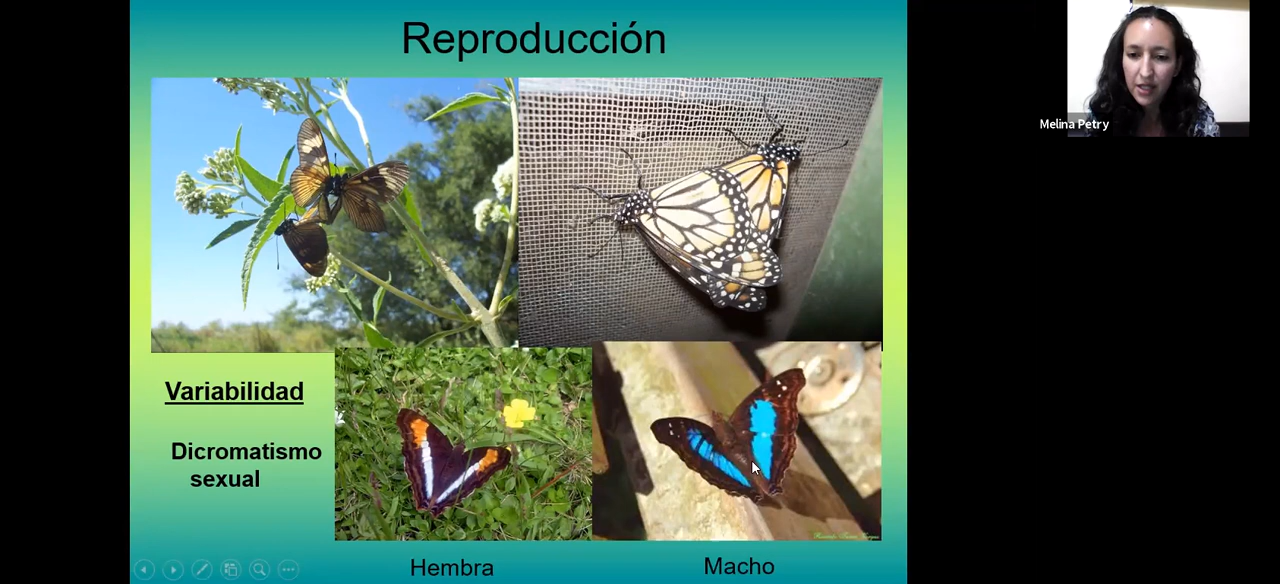 Reproducción
Melina Petry
Variabilidad
Dicromatismo
sexual
Hembra
Macho